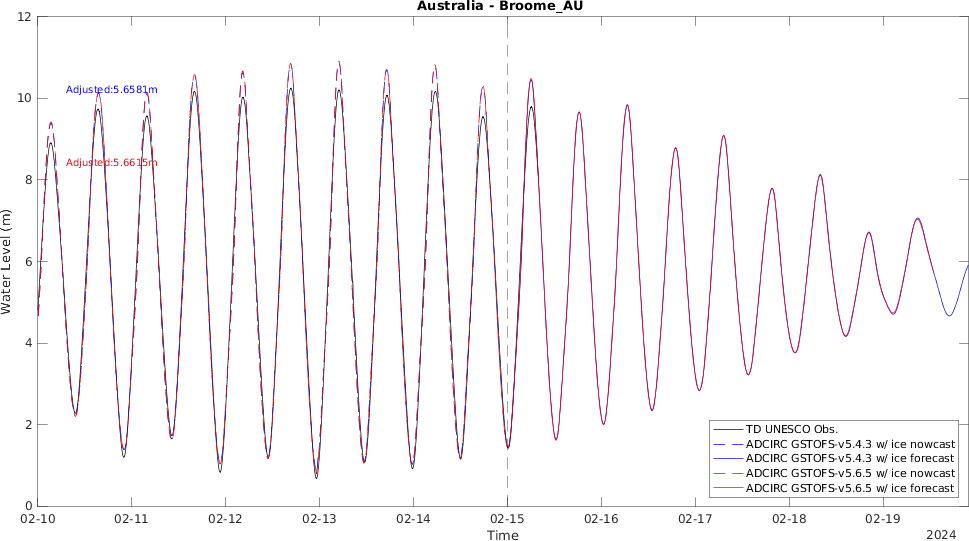 Australia - Broome_AU
12
10
8
6
4
2
0
Water Level (m)
Adjusted:5.6581m
Adjusted:5.6615m
TD UNESCO Obs.
ADCIRC GSTOFS-v5.4.3 w/ ice nowcast
ADCIRC GSTOFS-v5.4.3 w/ ice forecast
ADCIRC GSTOFS-v5.6.5 w/ ice nowcast
ADCIRC GSTOFS-v5.6.5 w/ ice forecast
02-10 02-11 02-12 02-13 02-14 02-15 02-16 02-17 02-18 02-19
Time
2024